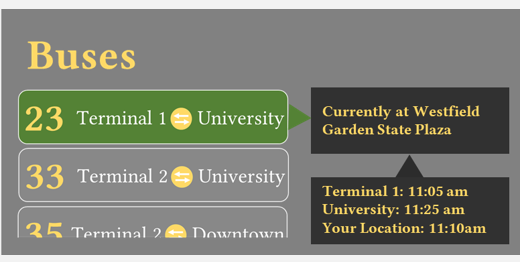 Buses
23 Terminal 1 University
33 Terminal 2 University
35 Terminal 2 Downtown
Currently at Westfield
Garden State Plaza
Terminal 1: 11:05 am
University: 11:25 am
Your Location: 11:10am